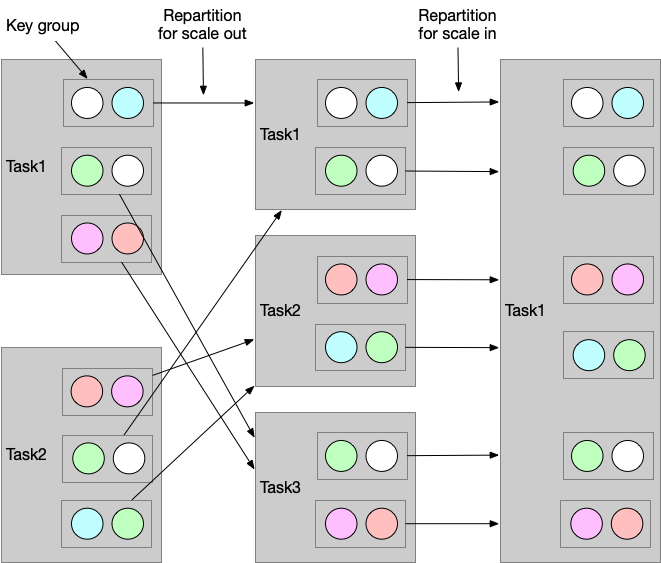 Key group
Repartition
for scale out
Repartition
for scale in
Task1
Task2
Task1
Task2
Task3
Task1